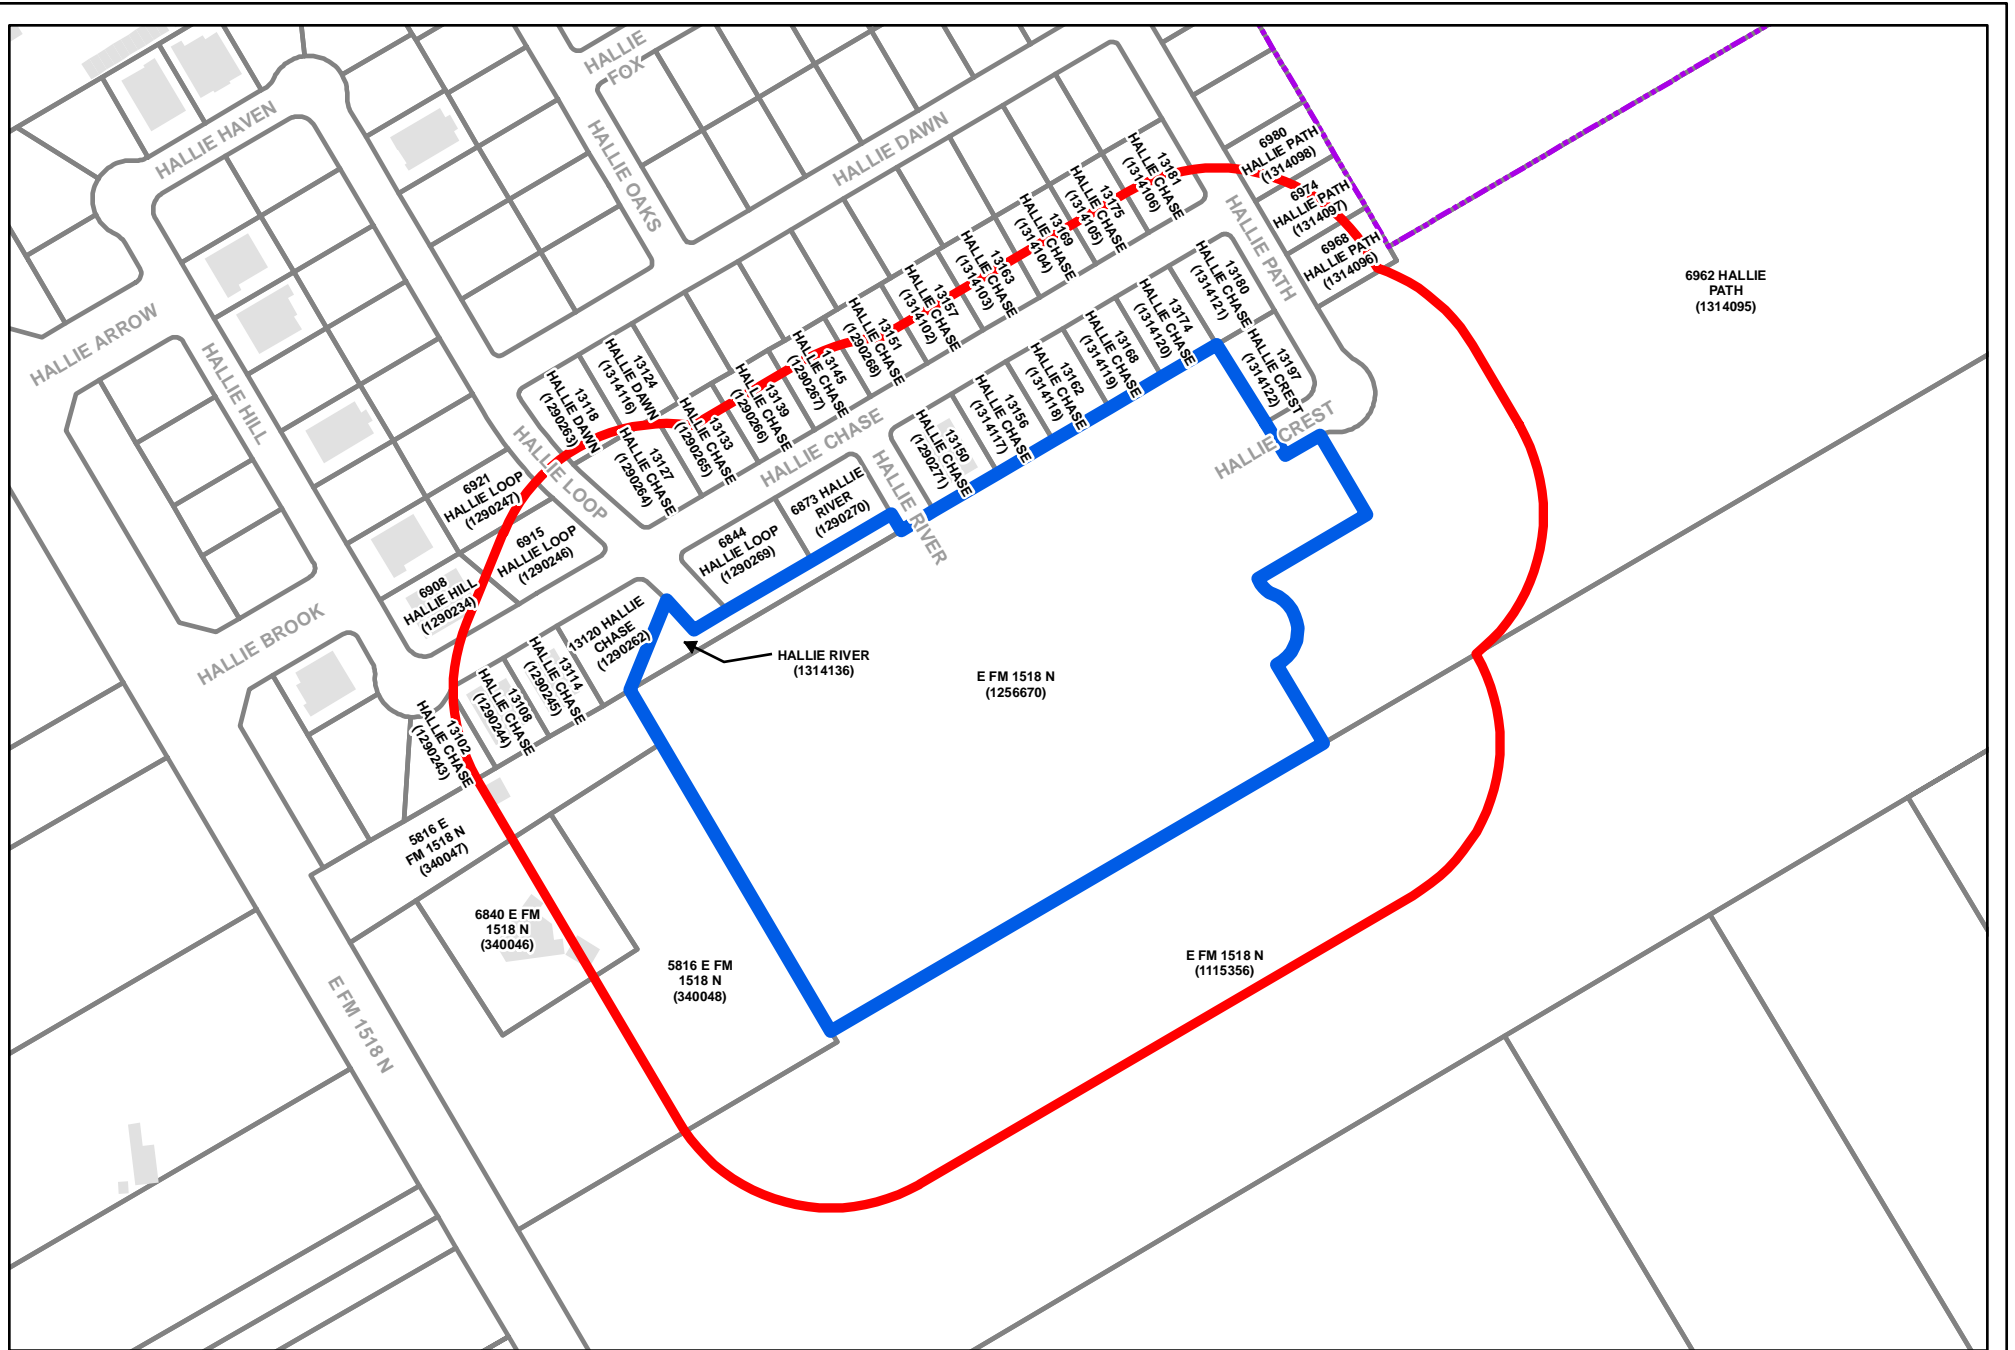 HALLIE
FOX
HALLIE HAVEN
HALLIE OAKS
HALLIE DAWN
HALLIE ARROW
HALLIE HILL
HALLIE LOOP
HALLIE CHASE
HALLIE RIVER
HALLIE PATH
HALLIE CREST
HALLIE BROOK
E FM 1518 N
6980
HALLIE PATH
(1314098)
6974
HALLIE PATH
(1314097)
6968
HALLIE PATH
(1314096)
6962 HALLIE
PATH
(1314095)
13181
HALLIE CHASE
(1314106)
13175
HALLIE CHASE
(1314105)
13169
HALLIE CHASE
(1314104)
13163
HALLIE CHASE
(1314103)
13157
HALLIE CHASE
(1314102)
13151
HALLIE CHASE
(1290268)
13145
HALLIE CHASE
(1290267)
13139
HALLIE CHASE
(1290266)
13133
HALLIE CHASE
(1290265)
13127
HALLIE CHASE
(1290264)
13124
HALLIE DAWN
(1314116)
13118
HALLIE DAWN
(1290263)
13180
HALLIE CHASE
(1314121)
13197
HALLIE CREST
(1314122)
13174
HALLIE CHASE
(1314120)
13168
HALLIE CHASE
(1314119)
13162
HALLIE CHASE
(1314118)
13156
HALLIE CHASE
(1314117)
13150
HALLIE CHASE
(1290271)
6873 HALLIE
RIVER
(1290270)
6844
HALLIE LOOP
(1290269)
6921
HALLIE LOOP
(1290247)
6915
HALLIE LOOP
(1290246)
6908
HALLIE HILL
(1290234)
13120 HALLIE
CHASE
(1290262)
13114
HALLIE CHASE
(1290245)
13108
HALLIE CHASE
(1290244)
13102
HALLIE CHASE
(1290243)
HALLIE RIVER
(1314136)
E FM 1518 N
(1256670)
5816 E
FM 1518 N
(340047)
6840 E FM
1518 N
(340046)
5816 E FM
1518 N
(340048)
E FM 1518 N
(1115356)